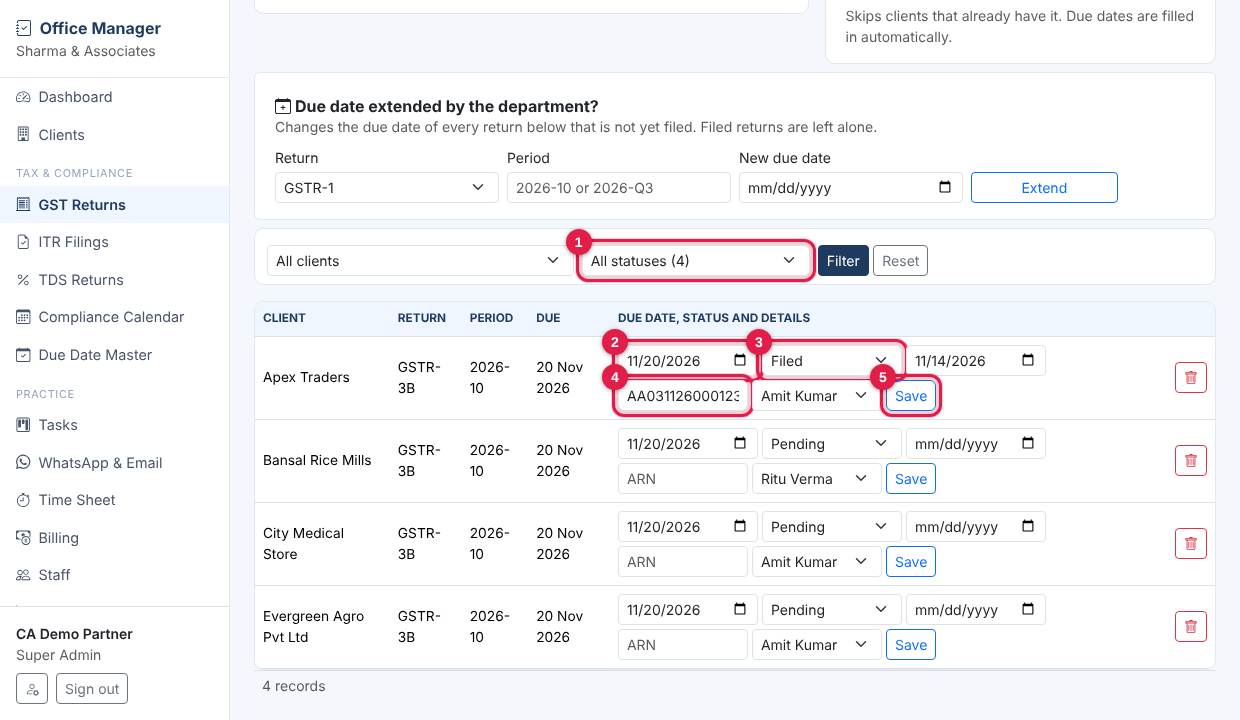 Office Manager
Sharma & Associates
Dashboard
Clients
TAX & COMPLIANCE
GST Returns
ITR Filings
TDS Returns
Compliance Calendar
Due Date Master
PRACTICE
Tasks
WhatsApp & Email
Time Sheet
Billing
Staff
CA Demo Partner
Super Admin
Sign out
Skips clients that already have it. Due dates are filled
in automatically.
Due date extended by the department?
Changes the due date of every return below that is not yet filed. Filed returns are left alone.
Return Period New due date
GSTR-1 2026-10 or 2026-Q3 mm/dd/yyyy Extend
1
All clients All statuses (4) Filter Reset
CLIENT RETURN PERIOD DUE DUE DATE, STATUS AND DETAILS
2 3
11/20/2026 Filed 11/14/2026
Apex Traders GSTR-3B 2026-10 20 Nov 2026
4 5
AA031126000123 Amit Kumar Save
11/20/2026 Pending mm/dd/yyyy
Bansal Rice Mills GSTR-3B 2026-10 20 Nov 2026
ARN Ritu Verma Save
11/20/2026 Pending mm/dd/yyyy
City Medical Store GSTR-3B 2026-10 20 Nov 2026
ARN Amit Kumar Save
11/20/2026 Pending mm/dd/yyyy
Evergreen Agro Pvt Ltd GSTR-3B 2026-10 20 Nov 2026
ARN Amit Kumar Save
4 records